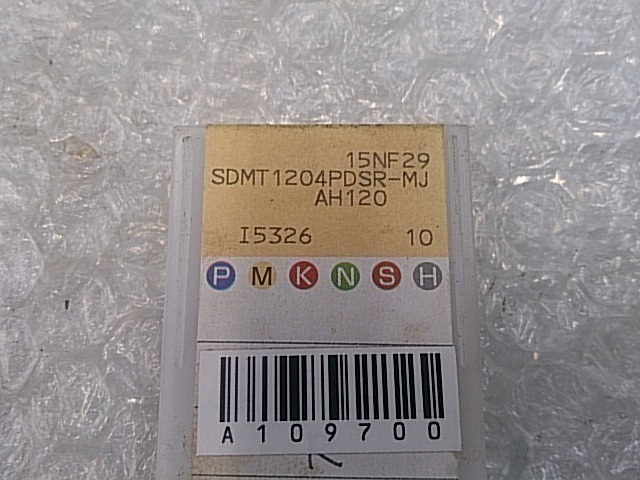 15NF29
SDMT1204PDSR-MJ
AH120
I5326 10
P M K N S H
A109700